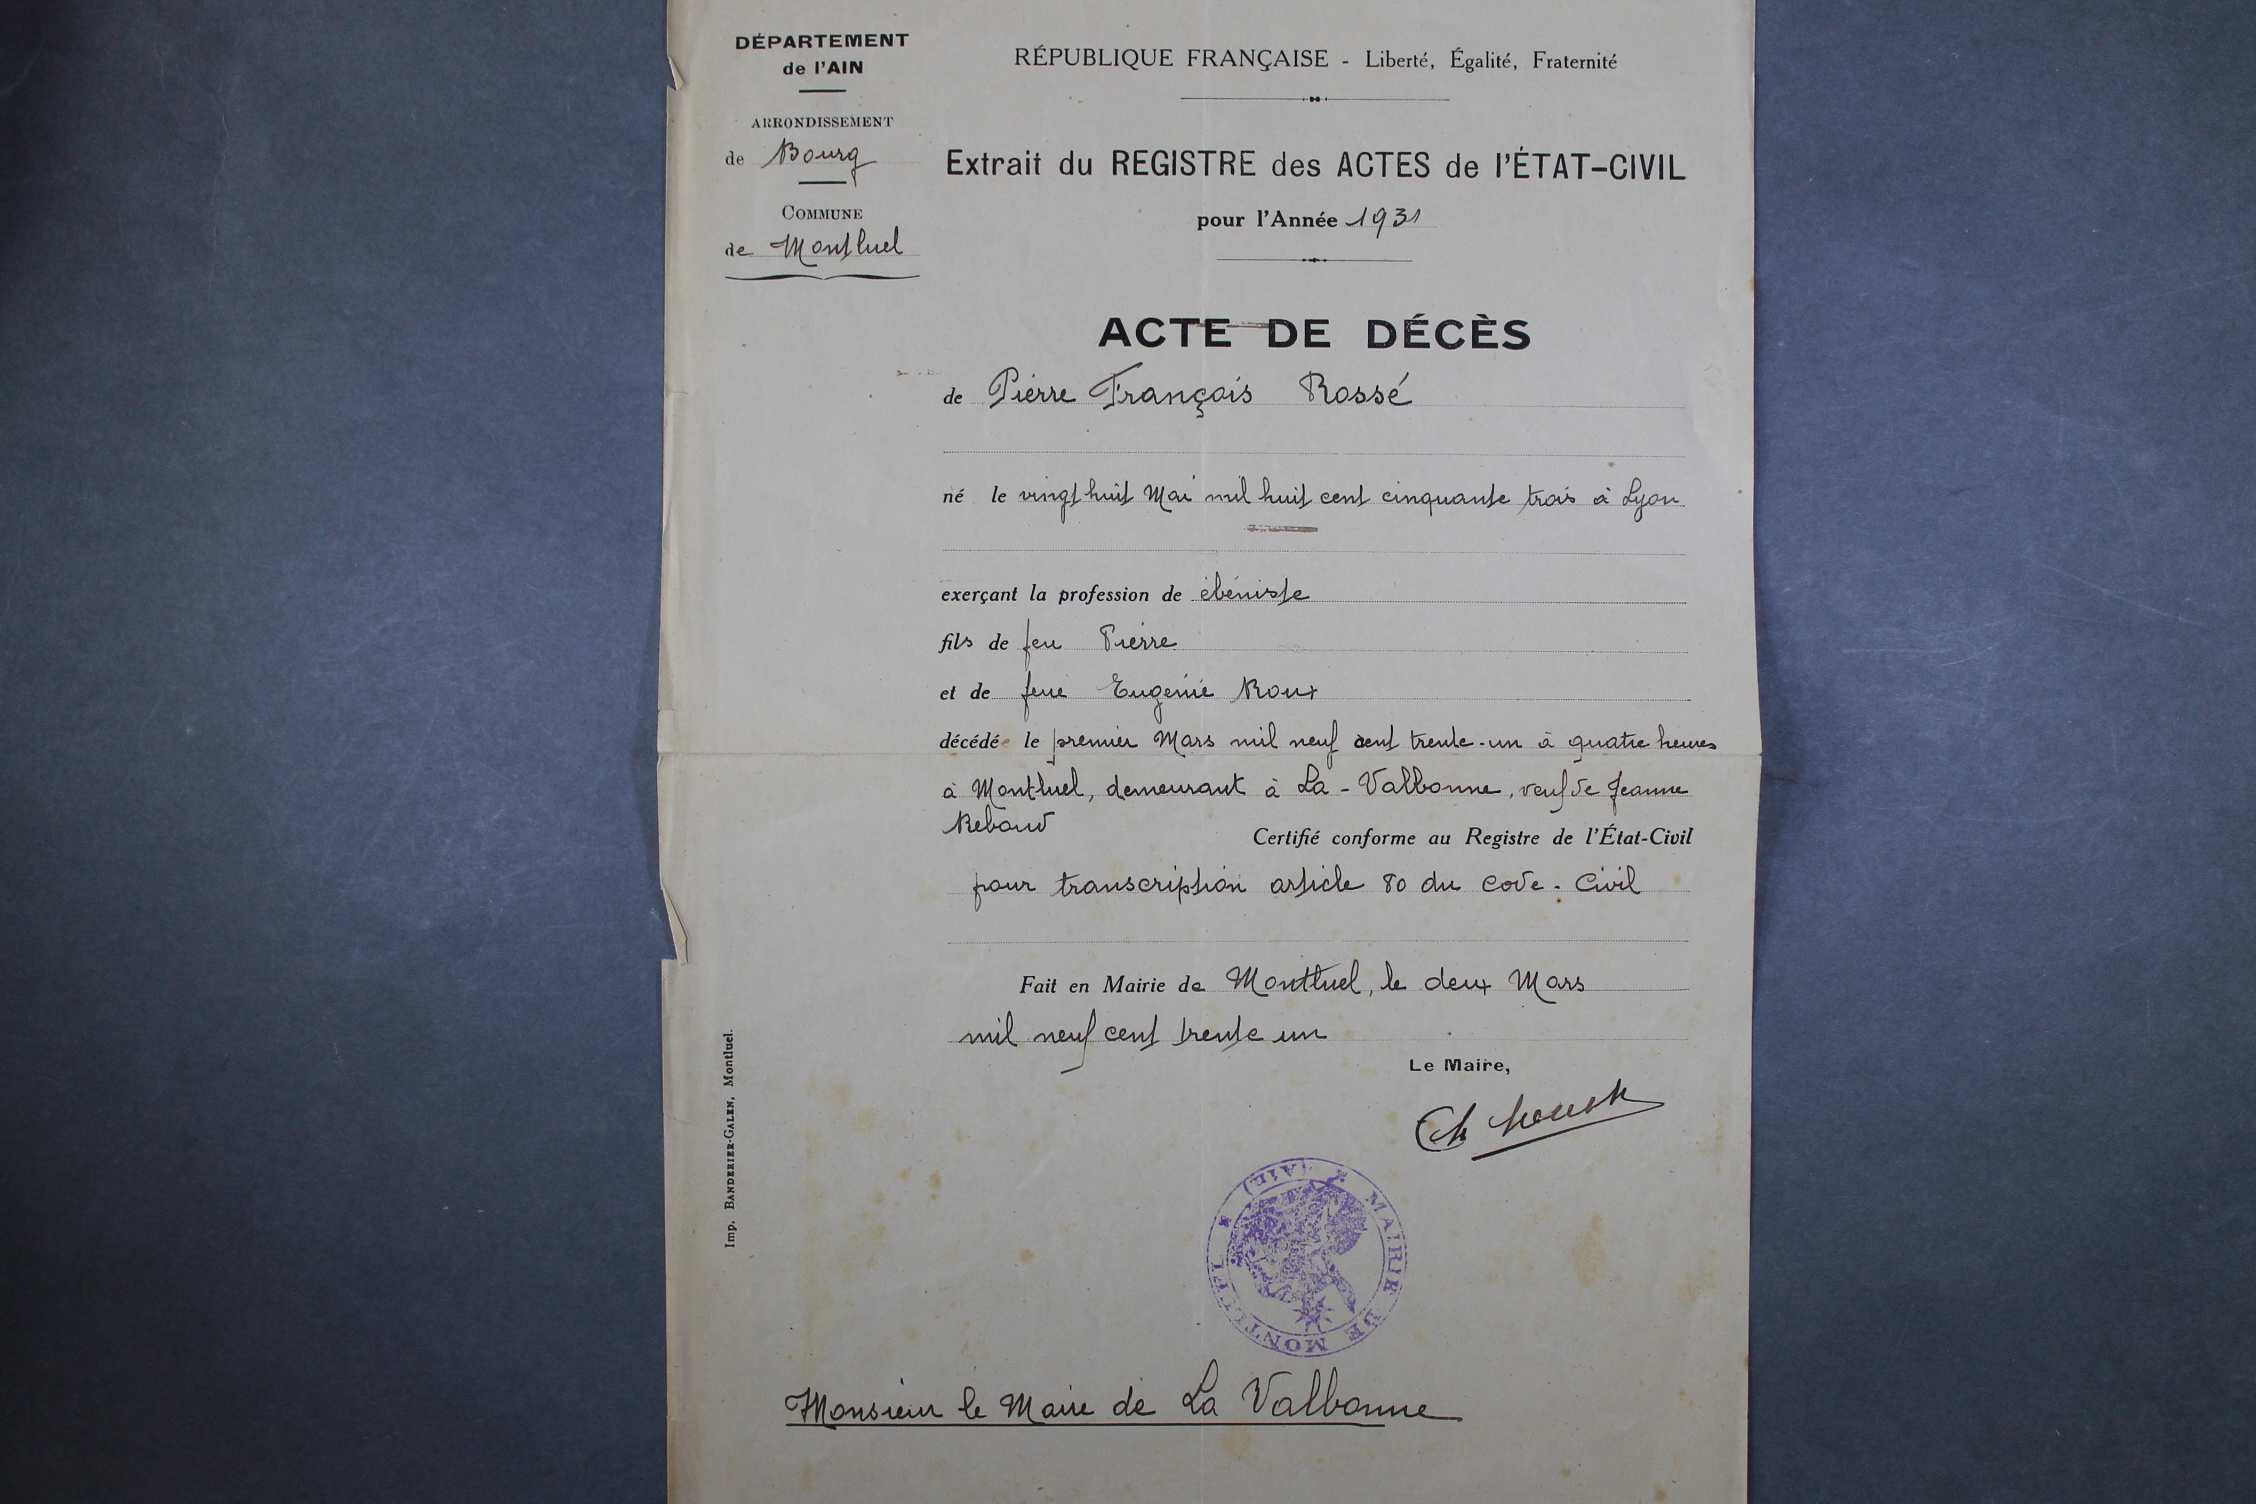 DÉPARTEMENT
de l'AIN
ARRONDISSEMENT
de Bourg
COMMUNE
de Montluel
RÉPUBLIQUE FRANÇAISE - Liberté, Égalité, Fraternité
Extrait du REGISTRE des ACTES de l'ÉTAT-CIVIL
pour l'Année 1931
ACTE DE DÉCÈS
de Pierre François Rossé
né le vingt huit Mai mil huit cent cinquante trois à Lyon
exerçant la profession de ébéniste
fils de feu Pierre
et de feue Eugénie Roux
décédé le premier Mars mil neuf cent trente-un à quatre heures
à Montluel, demeurant à La-Valbonne, veuf de Jeanne
Rebaud
Certifié conforme au Registre de l'État-Civil
pour transcription article 80 du code-Civil
Fait en Mairie de Montluel, le deux Mars
mil neuf cent trente un
Le Maire,
MAIRIE DE MONTLUEL (AIN)
Monsieur le Maire de La Valbonne
Imp. BANDERIER-GALEN, Montluel.